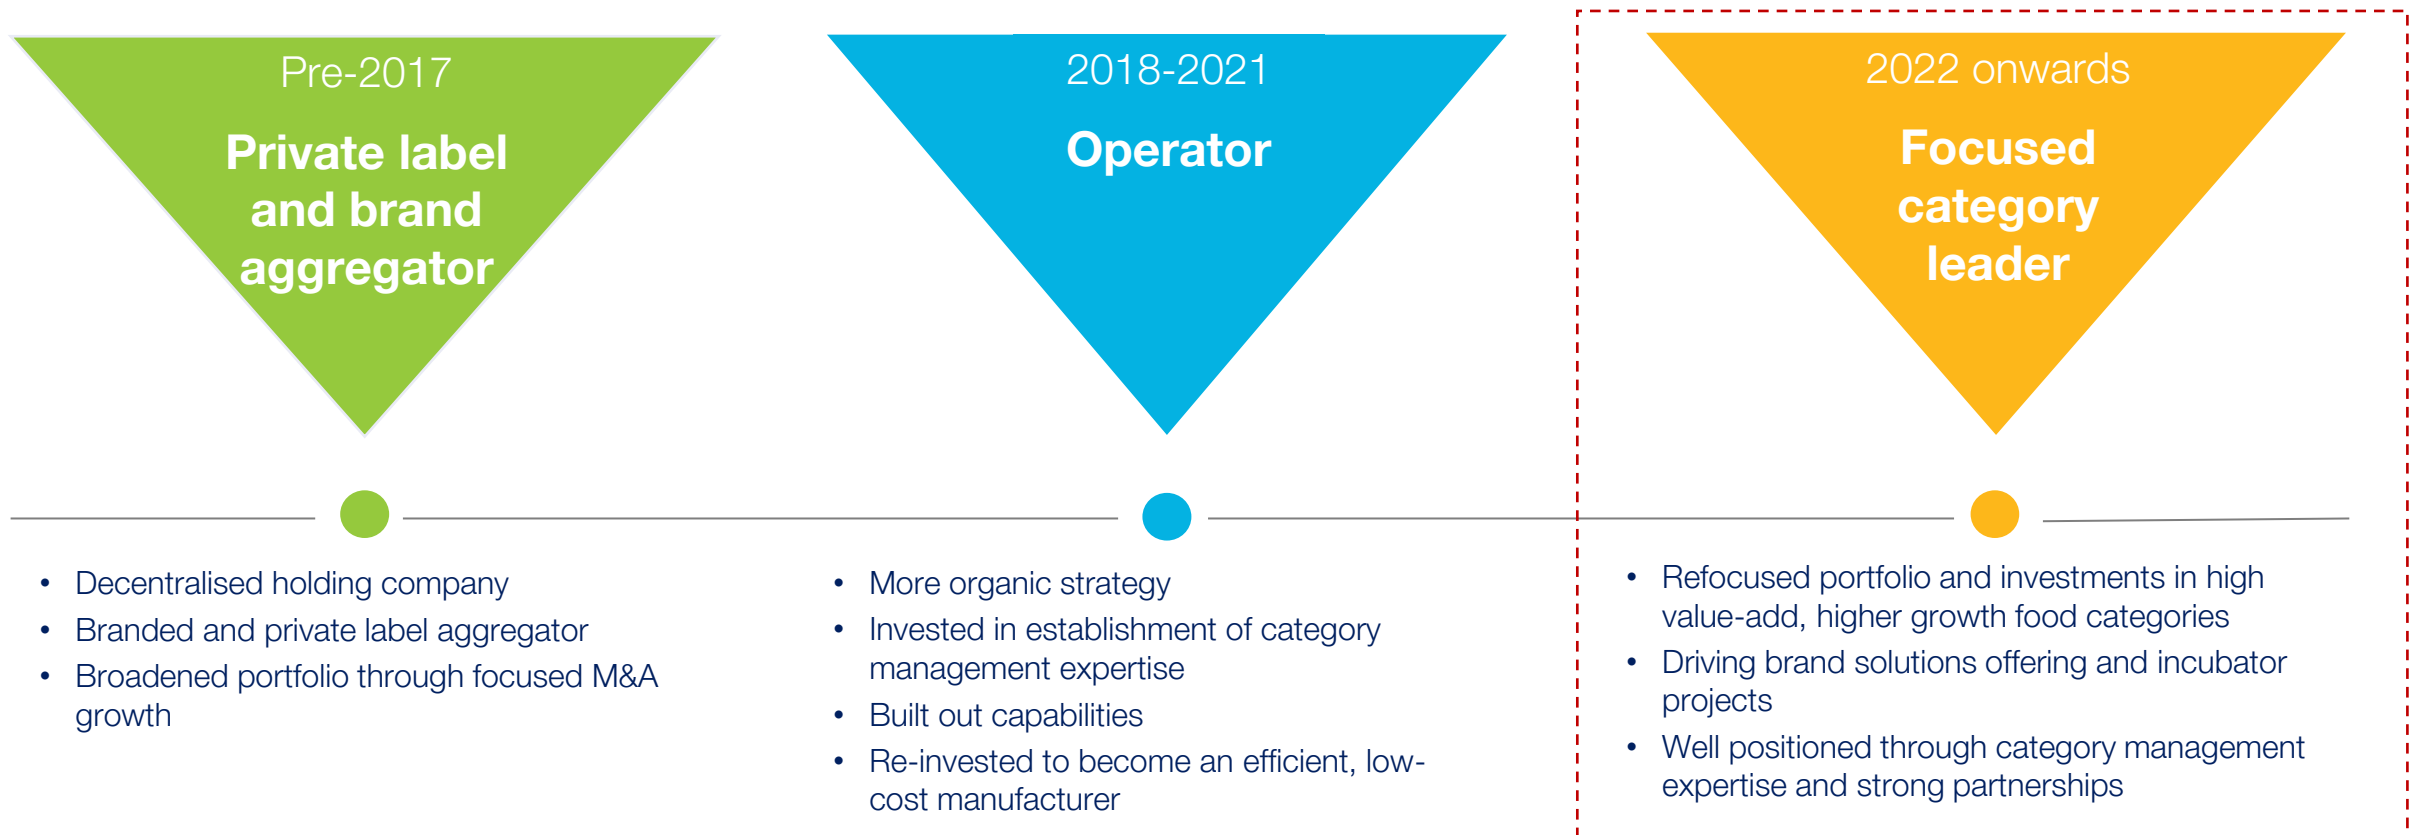 Pre-2017
Private label
and brand
aggregator
• Decentralised holding company
• Branded and private label aggregator
• Broadened portfolio through focused M&A
growth
2018-2021
Operator
• More organic strategy
• Invested in establishment of category
management expertise
• Built out capabilities
• Re-invested to become an efficient, low-
cost manufacturer
2022 onwards
Focused
category
leader
• Refocused portfolio and investments in high
value-add, higher growth food categories
• Driving brand solutions offering and incubator
projects
• Well positioned through category management
expertise and strong partnerships